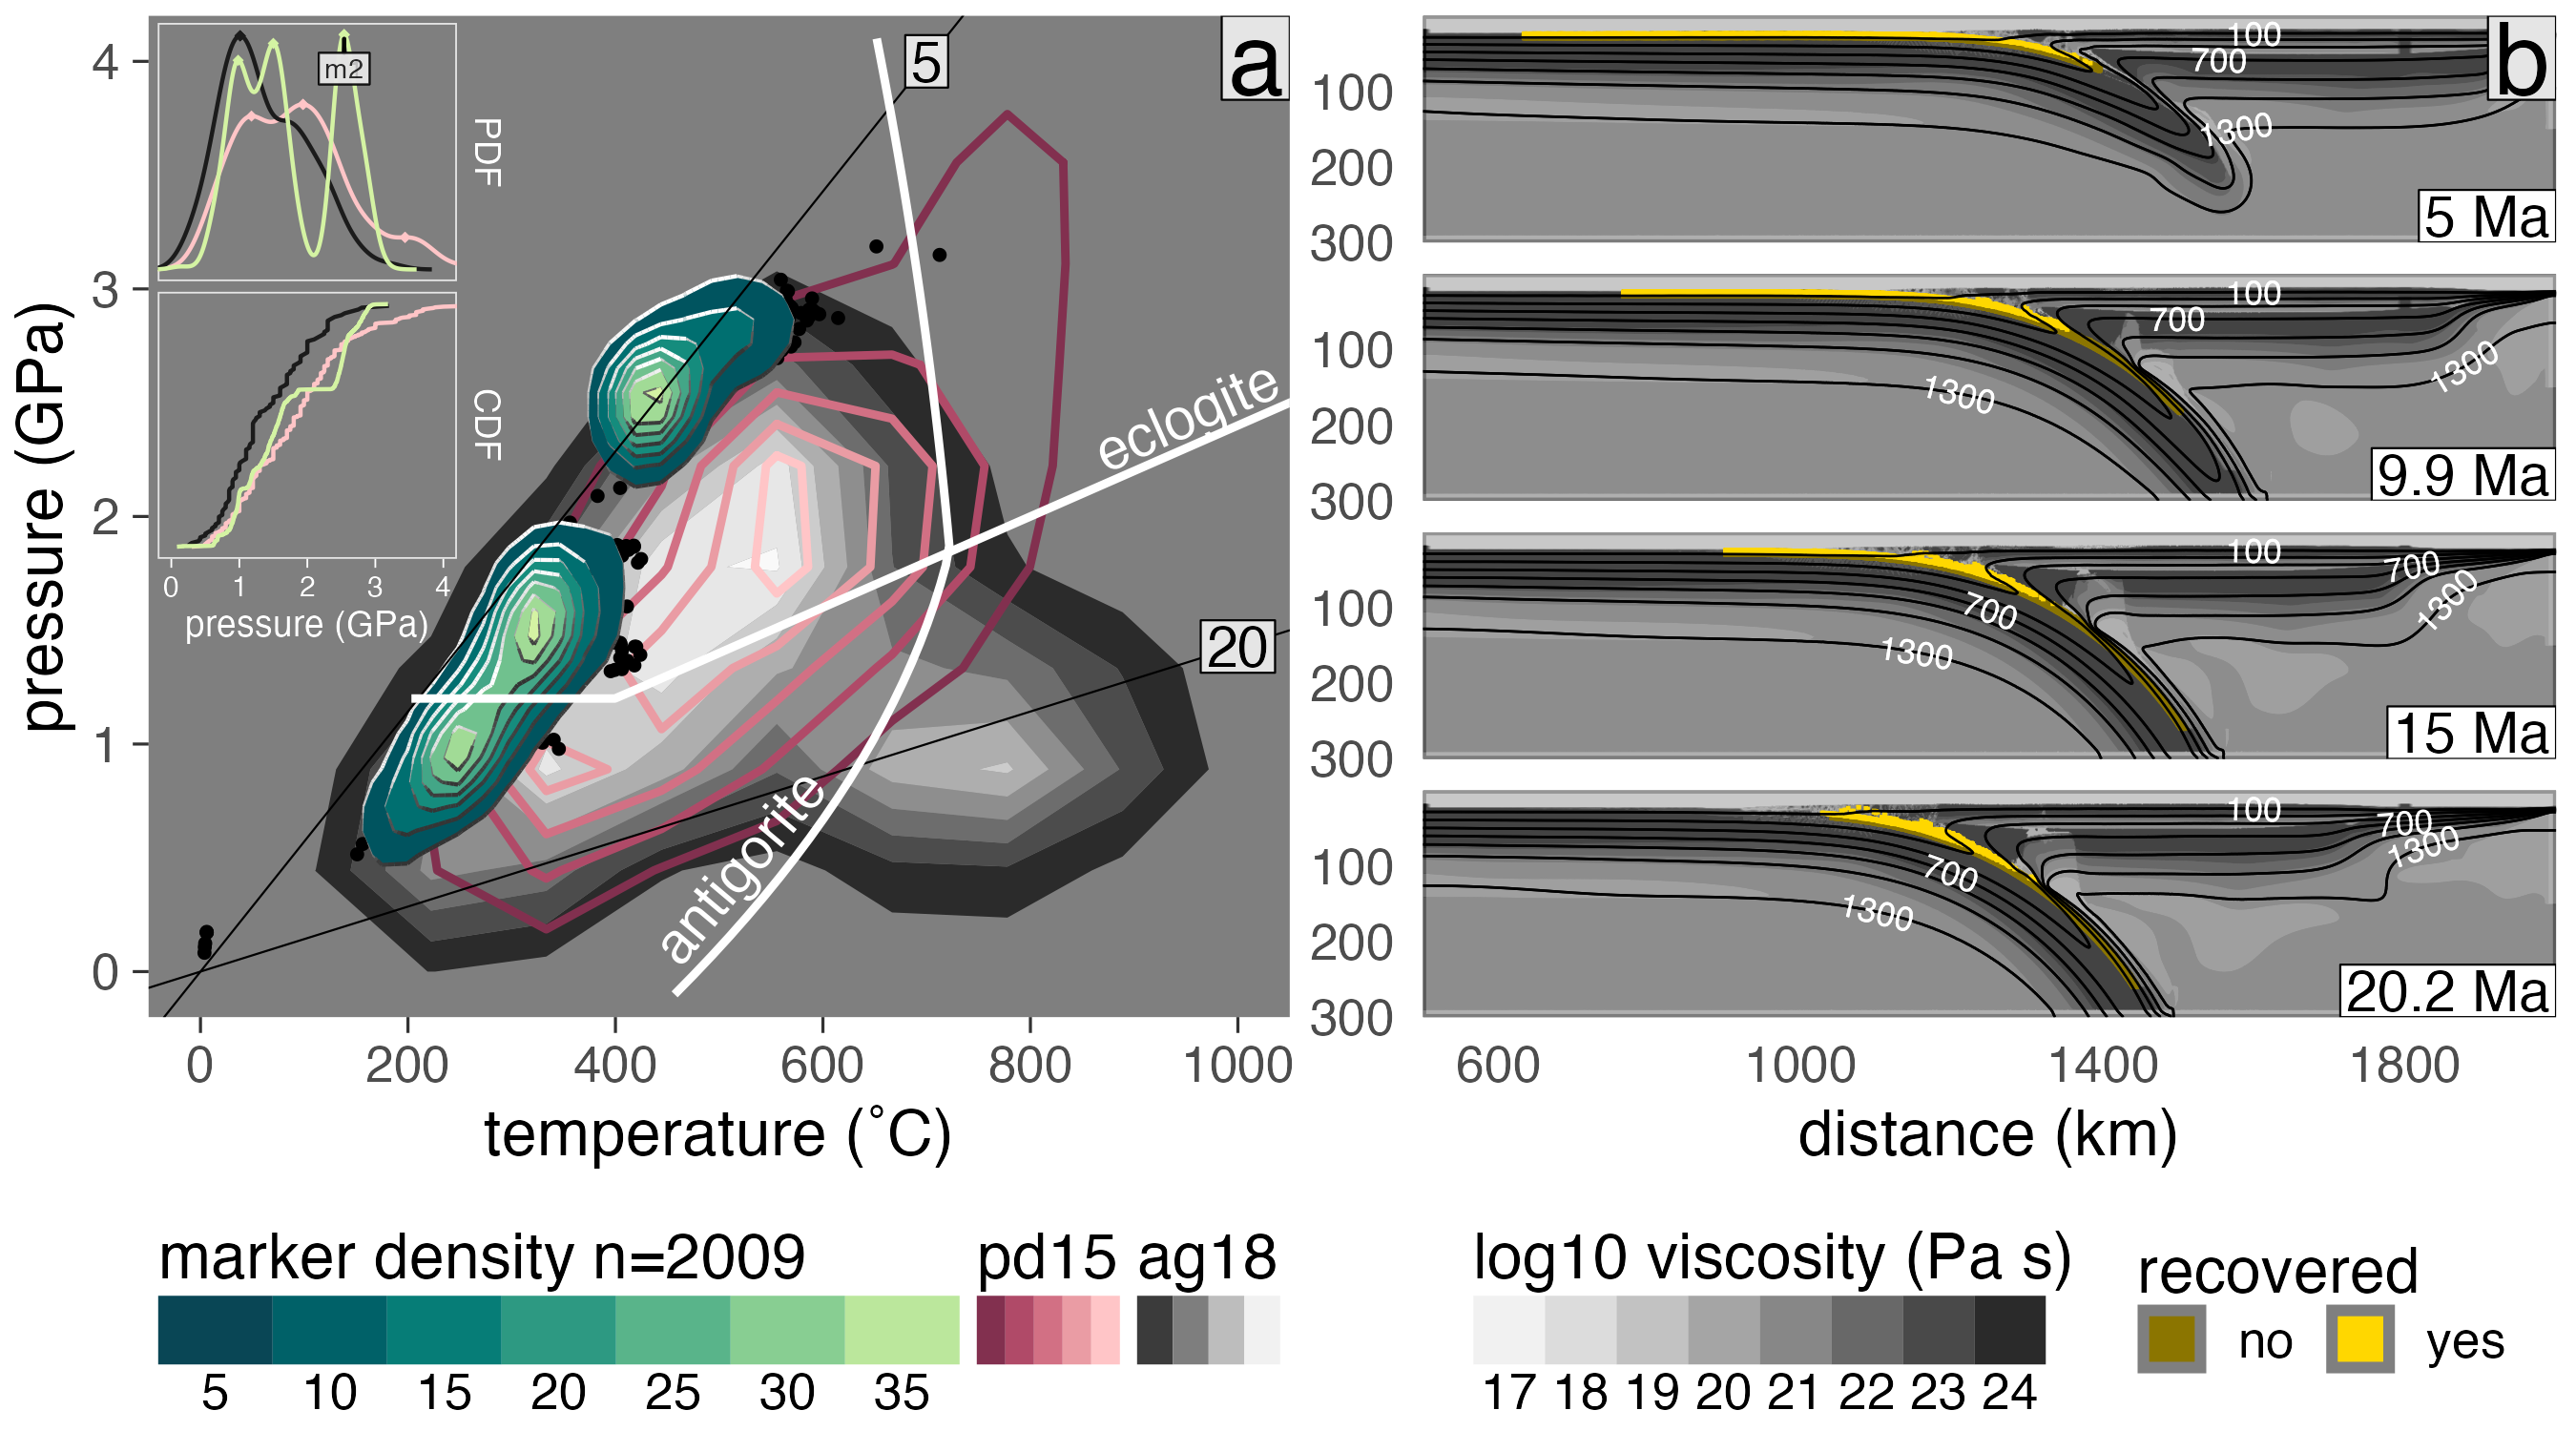 a
5
20
eclogite
antigorite
m2
PDF
CDF
0 1 2 3 4
pressure (GPa)
4
3
2
1
0
pressure (GPa)
0 200 400 600 800 1000
temperature (˚C)
b
100
700
1300
5 Ma
100
200
300
100
700
1300
1300
9.9 Ma
100
200
300
100
700
700
1300
1300
15 Ma
100
200
300
100
700
1300
700
1300
20.2 Ma
100
200
300
600 1000 1400 1800
distance (km)
marker density n=2009
5 10 15 20 25 30 35
pd15 ag18
log10 viscosity (Pa s)
17 18 19 20 21 22 23 24
recovered
no yes